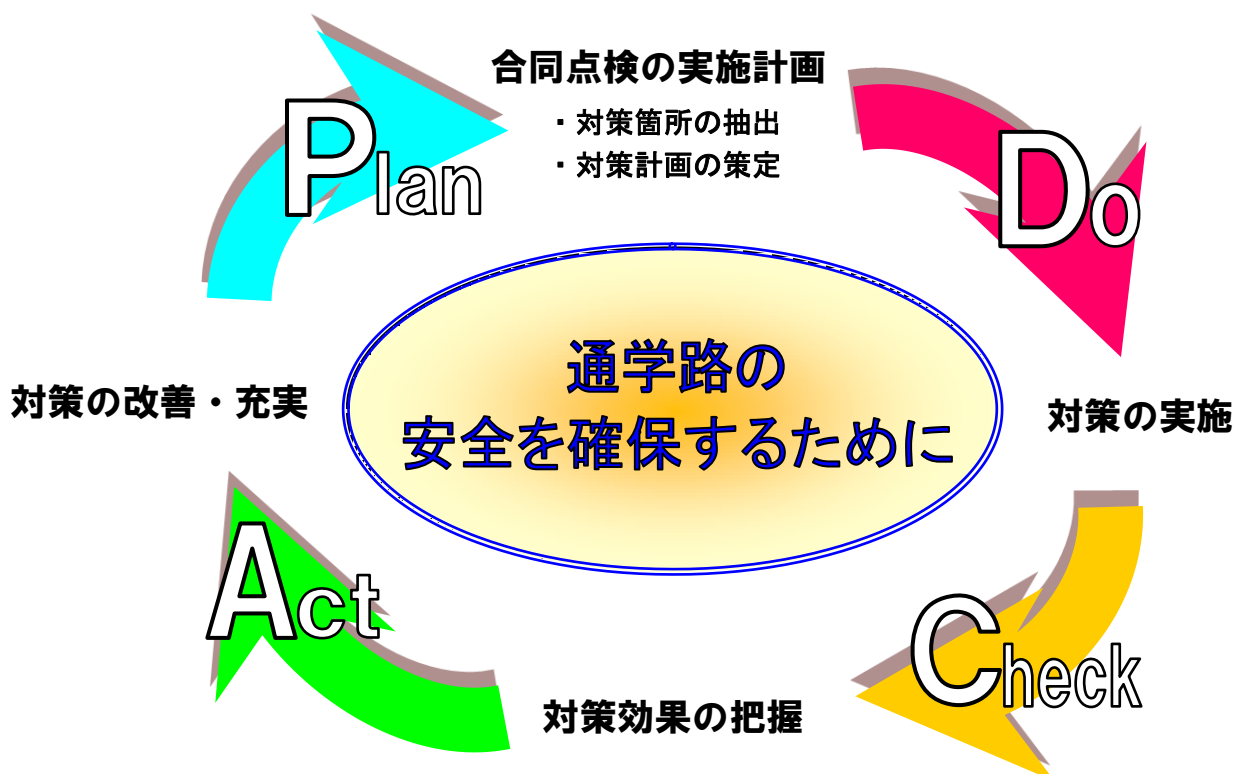 合同点検の実施計画
・対策箇所の抽出
・対策計画の策定
Plan
Do
通学路の
安全を確保するために
対策の改善・充実
対策の実施
Act
Check
対策効果の把握